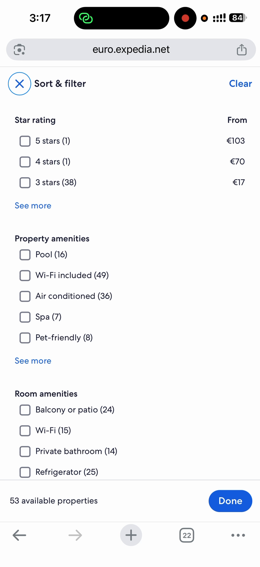 3:17
84
euro.expedia.net
Sort & filter
Clear
Star rating
From
5 stars (1)
€103
4 stars (1)
€70
3 stars (38)
€17
See more
Property amenities
Pool (16)
Wi-Fi included (49)
Air conditioned (36)
Spa (7)
Pet-friendly (8)
See more
Room amenities
Balcony or patio (24)
Wi-Fi (15)
Private bathroom (14)
Refrigerator (25)
53 available properties
Done
22